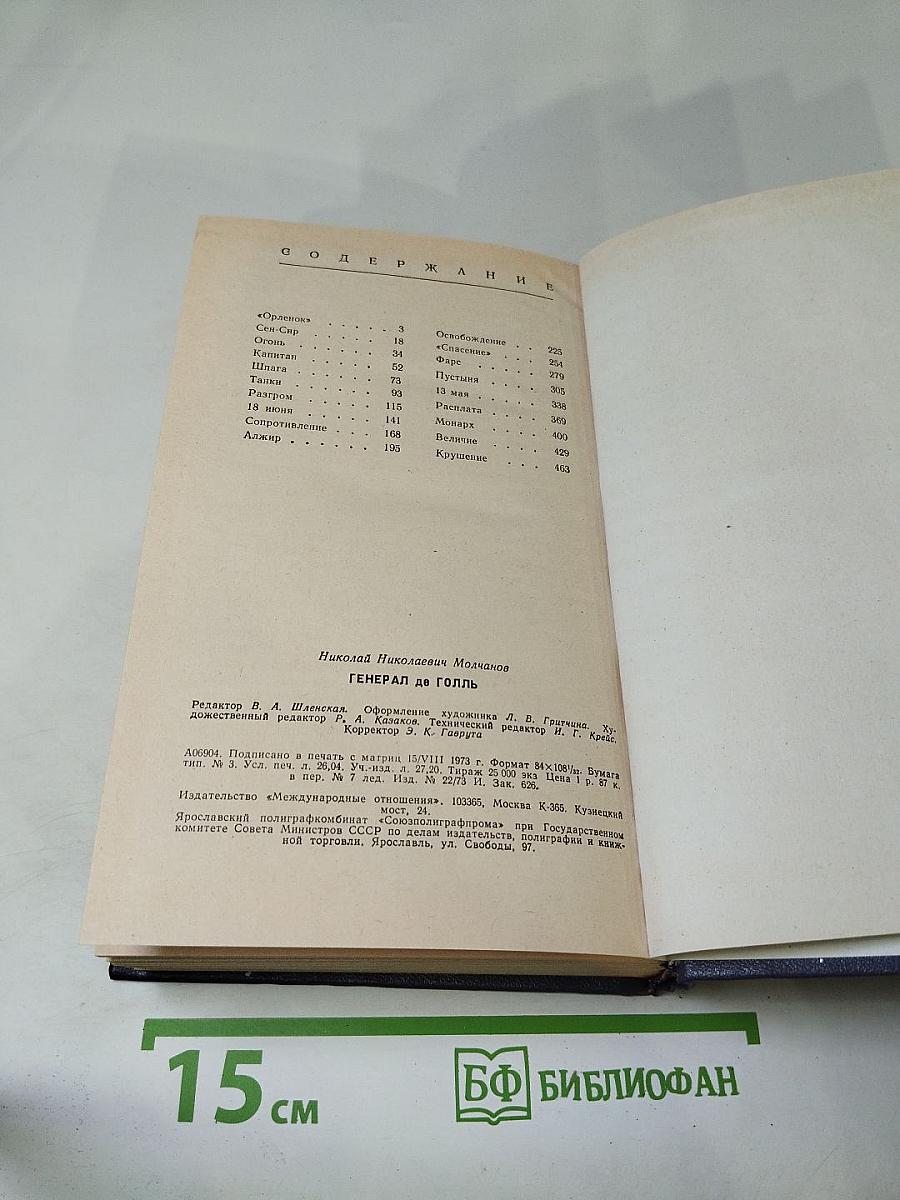 СОДЕРЖАНИЕ
«Орленок» . . . . . 3
Сен-Сир . . . . . . 18
Огонь . . . . . . . 34
Капитан . . . . . . 52
Шпага . . . . . . . 73
Танки . . . . . . . 93
Разгром . . . . . . 115
18 июня . . . . . . 141
Сопротивление . . . 168
Алжир . . . . . . 195
Освобождение . . 225
«Спасение» . . . 254
Фаре . . . . . 279
Пустыня . . . . 305
13 мая . . . . . 338
Расплата . . . . 369
Монарх . . . . 400
Величие . . . . 429
Крушение . . . 463
Николай Николаевич Молчанов
ГЕНЕРАЛ де ГОЛЛЬ
Редактор В. А. Шленская. Оформление художника Л. В. Гритчина. Ху-
дожественный редактор Р. А. Казаков. Технический редактор И. Г. Крейс.
Корректор Э. К. Гаврута
А06904. Подписано в печать с матриц 15/VIII 1973 г. Формат 84×108¹/₃₂. Бумага
тип. № 3. Усл. печ. л. 26,04. Уч.-изд. л. 27,20. Тираж 25 000 экз Цена 1 р. 87 к.
в пер. № 7 лед. Изд. № 22/73 И. Зак. 626.
Издательство «Международные отношения». 103365, Москва К-365. Кузнецкий
мост, 24.
Ярославский полиграфкомбинат «Союзполиграфпрома» при Государственном
комитете Совета Министров СССР по делам издательств, полиграфии и книж-
ной торговли. Ярославль, ул. Свободы, 97.
15 см
БФ БИБЛИОФАН